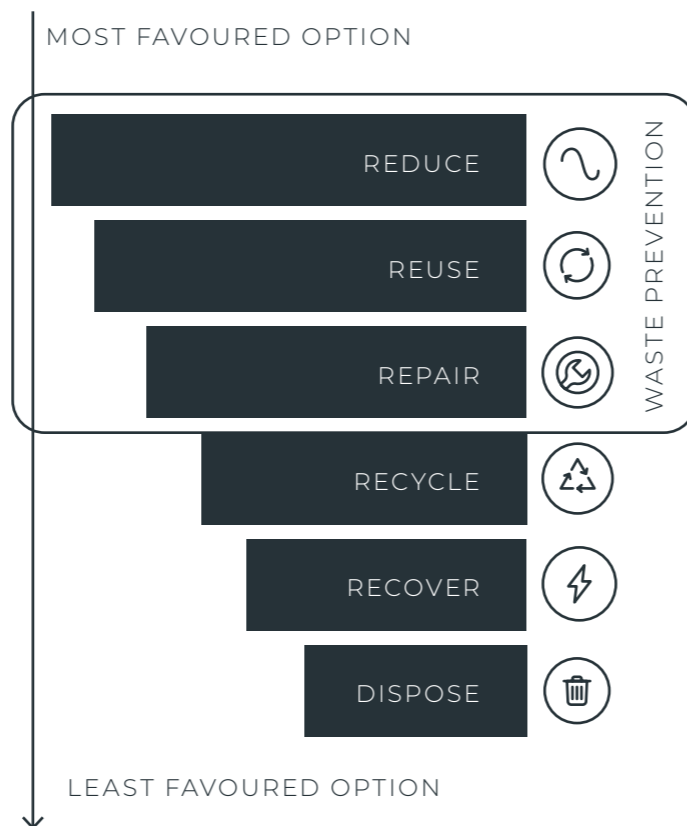 MOST FAVOURED OPTION
REDUCE
REUSE
REPAIR
WASTE PREVENTION
RECYCLE
RECOVER
DISPOSE
LEAST FAVOURED OPTION